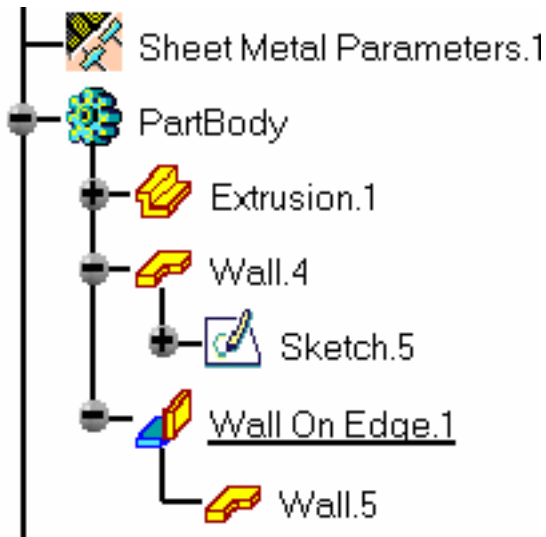 Sheet Metal Parameters.1
PartBody
Extrusion.1
Wall.4
Sketch.5
Wall On Edge.1
Wall.5